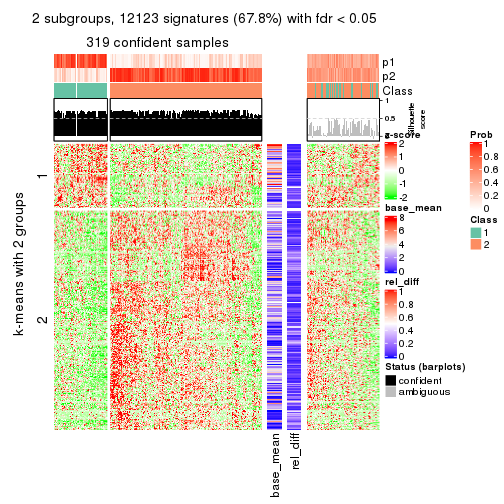 2 subgroups, 12123 signatures (67.8%) with fdr < 0.05
319 confident samples
p1
p2
Class
1
0.5
0
Silhouette
score
k-means with 2 groups
1
2
base_mean
rel_diff
z-score
2
1
0
-1
-2
base_mean
8
6
4
2
0
rel_diff
1
0.8
0.6
0.4
0.2
0
Status (barplots)
confident
ambiguous
Prob
1
0.8
0.6
0.4
0.2
0
Class
1
2